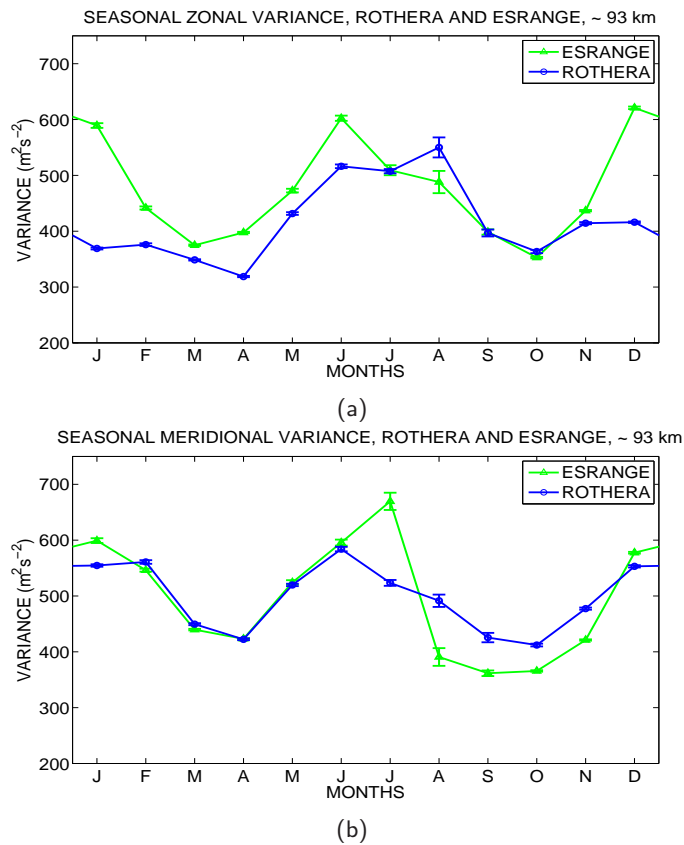 SEASONAL ZONAL VARIANCE, ROTHERA AND ESRANGE, ~ 93 km
700
600
500
400
300
200
VARIANCE (m²s⁻²)
ESRANGE
ROTHERA
J F M A M J J A S O N D
MONTHS
(a)
SEASONAL MERIDIONAL VARIANCE, ROTHERA AND ESRANGE, ~ 93 km
700
600
500
400
300
200
VARIANCE (m²s⁻²)
ESRANGE
ROTHERA
J F M A M J J A S O N D
MONTHS
(b)